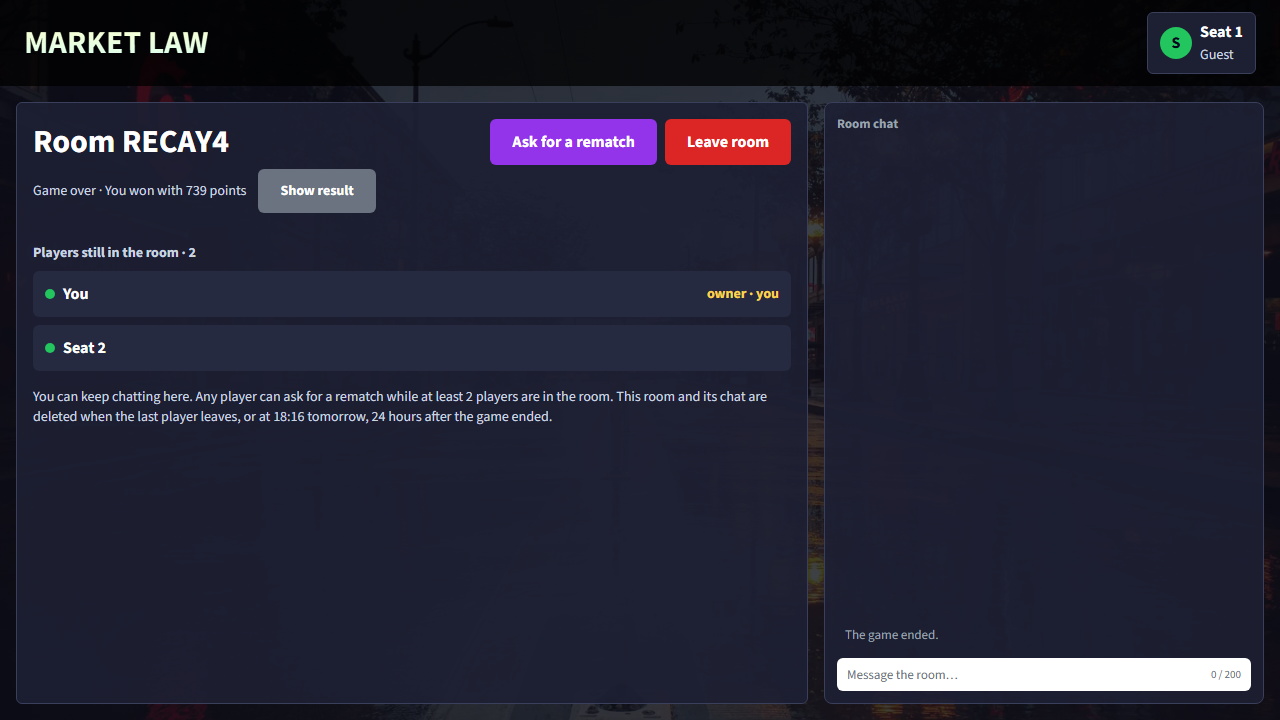 MARKET LAW
S
Seat 1
Guest
Room RECAY4
Ask for a rematch
Leave room
Game over · You won with 739 points
Show result
Players still in the room · 2
You
owner · you
Seat 2
You can keep chatting here. Any player can ask for a rematch while at least 2 players are in the room. This room and its chat are
deleted when the last player leaves, or at 18:16 tomorrow, 24 hours after the game ended.
Room chat
The game ended.
Message the room…
0 / 200